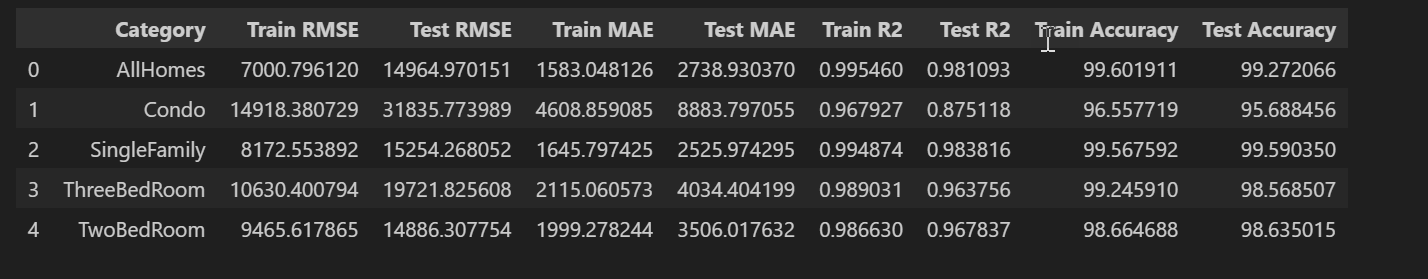 Category Train RMSE Test RMSE Train MAE Test MAE Train R2 Test R2 Train Accuracy Test Accuracy
0 AllHomes 7000.796120 14964.970151 1583.048126 2738.930370 0.995460 0.981093 99.601911 99.272066
1 Condo 14918.380729 31835.773989 4608.859085 8883.797055 0.967927 0.875118 96.557719 95.688456
2 SingleFamily 8172.553892 15254.268052 1645.797425 2525.974295 0.994874 0.983816 99.567592 99.590350
3 ThreeBedRoom 10630.400794 19721.825608 2115.060573 4034.404199 0.989031 0.963756 99.245910 98.568507
4 TwoBedRoom 9465.617865 14886.307754 1999.278244 3506.017632 0.986630 0.967837 98.664688 98.635015